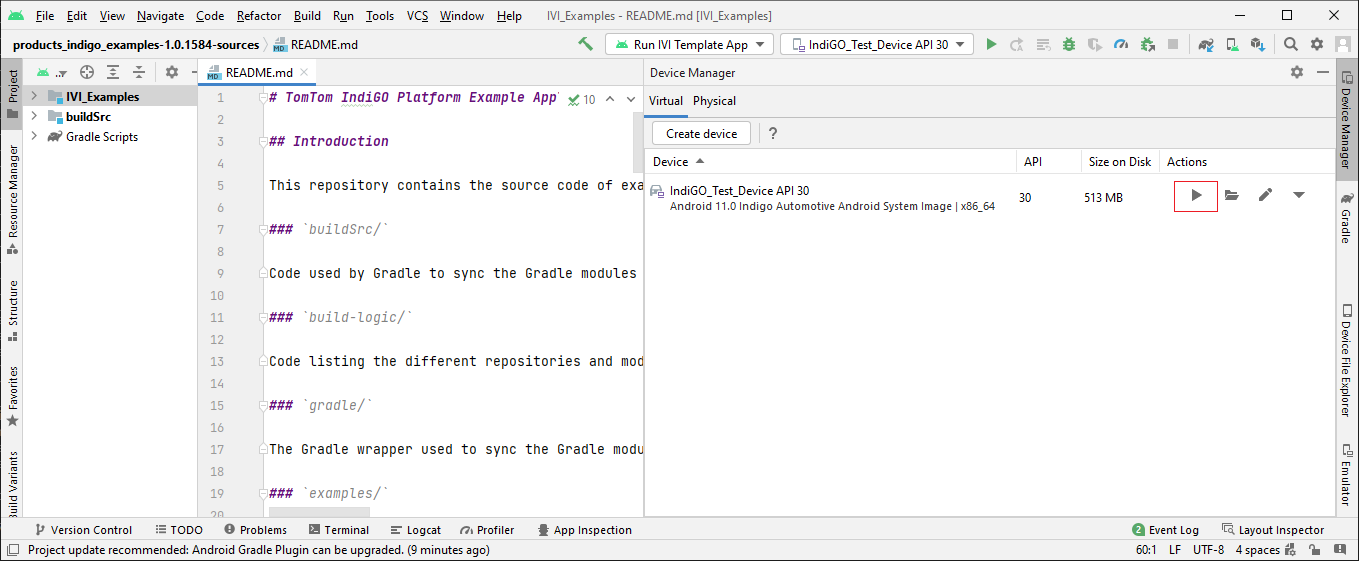 File Edit View Navigate Code Refactor Build Run Tools VCS Window Help IVI_Examples - README.md [IVI_Examples]
products_indigo_examples-1.0.1584-sources README.md Run IVI Template App IndiGO_Test_Device API 30
Project
Resource Manager
Structure
Favorites
Build Variants
IVI_Examples
buildSrc
Gradle Scripts
README.md
10
1 # TomTom IndiGO Platform Example App
2
3 ## Introduction
4
5 This repository contains the source code of exa
6
7 ### `buildSrc/`
8
9 Code used by Gradle to sync the Gradle modules
10
11 ### `build-logic/`
12
13 Code listing the different repositories and mod
14
15 ### `gradle/`
16
17 The Gradle wrapper used to sync the Gradle modu
18
19 ### `examples/`
20
Device Manager
Virtual Physical
Create device ?
Device API Size on Disk Actions
IndiGO_Test_Device API 30 30 513 MB
Android 11.0 Indigo Automotive Android System Image | x86_64
Device Manager
Gradle
Device File Explorer
Emulator
Version Control TODO Problems Terminal Logcat Profiler App Inspection 2 Event Log Layout Inspector
Project update recommended: Android Gradle Plugin can be upgraded. (9 minutes ago) 60:1 LF UTF-8 4 spaces